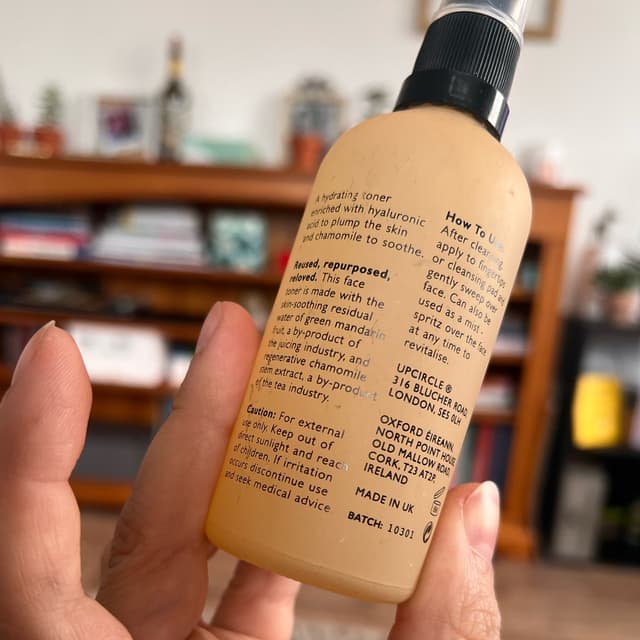 A hydrating toner
enriched with hyaluronic
acid to plump the skin
and chamomile to soothe.
Reused, repurposed,
reloved. This face
toner is made with the
skin-soothing residual
water of green mandarin
fruit, a by-product of
the juicing industry, and
regenerative chamomile
stem extract, a by-product
of the tea industry.
Caution: For external
use only. Keep out of
direct sunlight and reach
of children. If irritation
occurs discontinue use
and seek medical advice
How To Use
After cleansing,
apply to fingertips
or cleansing pad and
gently sweep over
face. Can also be
used as a mist -
spritz over the face
at any time to
revitalise.
UPCIRCLE ®
316 BLUCHER ROAD
LONDON, SE5 0LH
OXFORD ÉIREANN
NORTH POINT HOUSE
OLD MALLOW ROAD
CORK, T23 AT2P,
IRELAND
MADE IN UK
BATCH: 10301